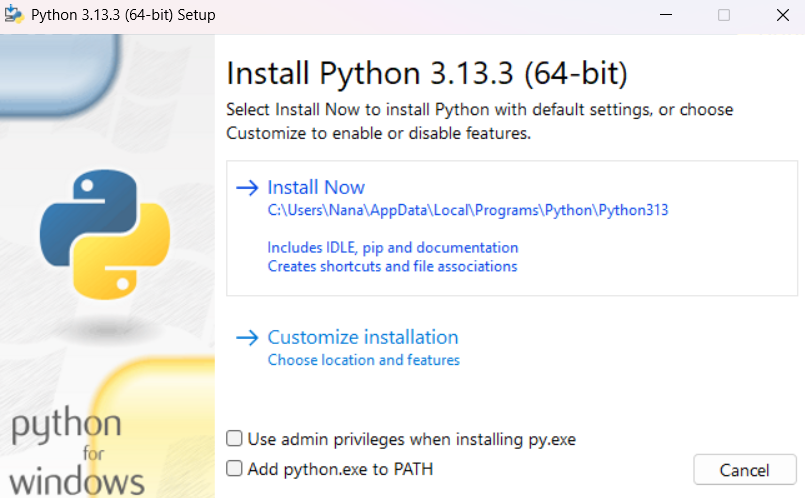 Python 3.13.3 (64-bit) Setup
Install Python 3.13.3 (64-bit)
Select Install Now to install Python with default settings, or choose
Customize to enable or disable features.
Install Now
C:\Users\Nana\AppData\Local\Programs\Python\Python313
Includes IDLE, pip and documentation
Creates shortcuts and file associations
Customize installation
Choose location and features
Use admin privileges when installing py.exe
Add python.exe to PATH
Cancel
python
for
windows